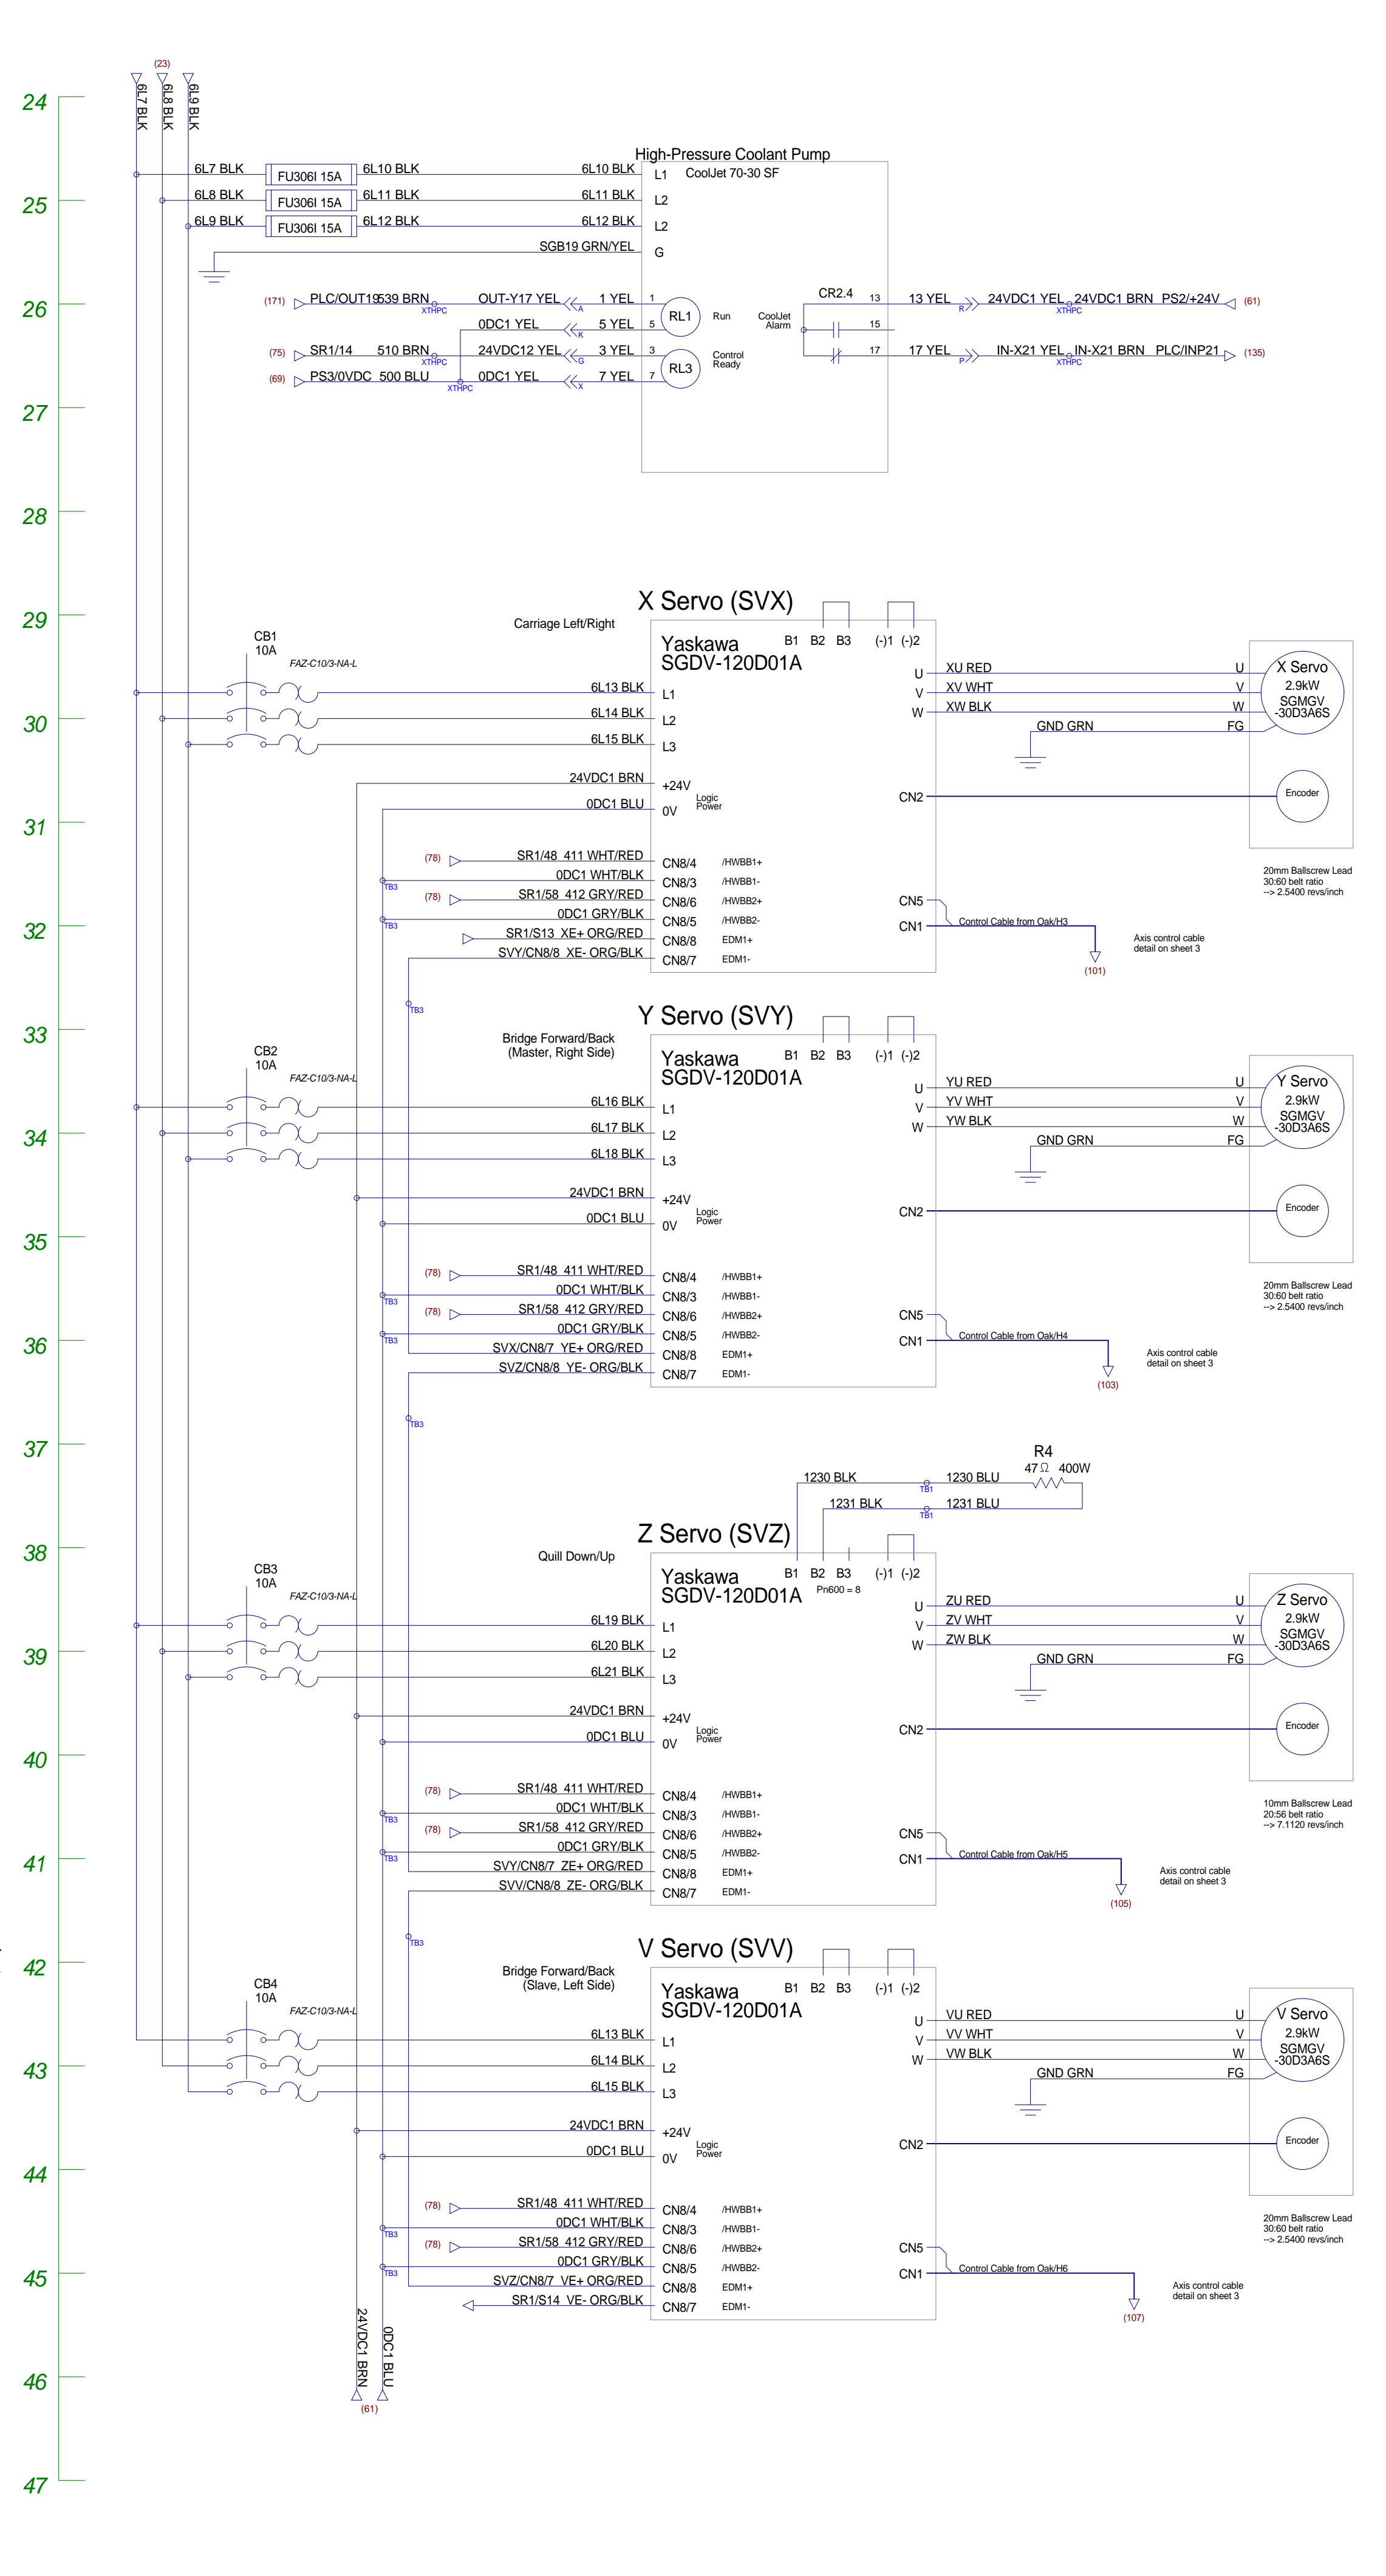 (23)
6L7 BLK
6L8 BLK
6L9 BLK
24
High-Pressure Coolant Pump
6L7 BLK FU306I 15A 6L10 BLK 6L10 BLK L1 CoolJet 70-30 SF
25 6L8 BLK FU306I 15A 6L11 BLK 6L11 BLK L2
6L9 BLK FU306I 15A 6L12 BLK 6L12 BLK L2
SGB19 GRN/YEL G
26 (171) PLC/OUT19 539 BRN XTHPC OUT-Y17 YEL A 1 YEL 1 RL1 Run
CoolJet Alarm CR2.4 13 13 YEL R 24VDC1 YEL XTHPC 24VDC1 BRN PS2/+24V (61)
0DC1 YEL K 5 YEL 5 15
(75) SR1/14 510 BRN XTHPC 24VDC12 YEL G 3 YEL 3 RL3 Control Ready
17 17 YEL P IN-X21 YEL XTHPC IN-X21 BRN PLC/INP21 (135)
(69) PS3/0VDC 500 BLU XTHPC 0DC1 YEL X 7 YEL 7
27
28
29
X Servo (SVX)
Carriage Left/Right
Yaskawa B1 B2 B3 (-)1 (-)2
SGDV-120D01A
CB1
10A
FAZ-C10/3-NA-L
6L13 BLK L1
30 6L14 BLK L2
6L15 BLK L3
U XU RED U
V XV WHT V
W XW BLK W
GND GRN FG
X Servo
2.9kW
SGMGV
-30D3A6S
24VDC1 BRN +24V
Logic
Power
0DC1 BLU 0V
CN2 Encoder
31
(78) SR1/48 411 WHT/RED CN8/4 /HWBB1+
TB3 0DC1 WHT/BLK CN8/3 /HWBB1-
(78) SR1/58 412 GRY/RED CN8/6 /HWBB2+
32 TB3 0DC1 GRY/BLK CN8/5 /HWBB2-
SR1/S13 XE+ ORG/RED CN8/8 EDM1+
SVY/CN8/8 XE- ORG/BLK CN8/7 EDM1-
TB3
20mm Ballscrew Lead
30:60 belt ratio
--> 2.5400 revs/inch
CN5
CN1 Control Cable from Oak/H3
Axis control cable
detail on sheet 3
(101)
33
Y Servo (SVY)
Bridge Forward/Back
(Master, Right Side)
Yaskawa B1 B2 B3 (-)1 (-)2
SGDV-120D01A
CB2
10A
FAZ-C10/3-NA-L
6L16 BLK L1
34 6L17 BLK L2
6L18 BLK L3
U YU RED U
V YV WHT V
W YW BLK W
GND GRN FG
Y Servo
2.9kW
SGMGV
-30D3A6S
24VDC1 BRN +24V
Logic
Power
0DC1 BLU 0V
CN2 Encoder
35
(78) SR1/48 411 WHT/RED CN8/4 /HWBB1+
TB3 0DC1 WHT/BLK CN8/3 /HWBB1-
(78) SR1/58 412 GRY/RED CN8/6 /HWBB2+
36 TB3 0DC1 GRY/BLK CN8/5 /HWBB2-
SVX/CN8/7 YE+ ORG/RED CN8/8 EDM1+
SVZ/CN8/8 YE- ORG/BLK CN8/7 EDM1-
TB3
20mm Ballscrew Lead
30:60 belt ratio
--> 2.5400 revs/inch
CN5
CN1 Control Cable from Oak/H4
Axis control cable
detail on sheet 3
(103)
37
R4
47Ω 400W
1230 BLK TB1 1230 BLU
1231 BLK TB1 1231 BLU
38
Z Servo (SVZ)
Quill Down/Up
Yaskawa B1 B2 B3 (-)1 (-)2
Pn600 = 8
SGDV-120D01A
CB3
10A
FAZ-C10/3-NA-L
6L19 BLK L1
39 6L20 BLK L2
6L21 BLK L3
U ZU RED U
V ZV WHT V
W ZW BLK W
GND GRN FG
Z Servo
2.9kW
SGMGV
-30D3A6S
24VDC1 BRN +24V
Logic
Power
0DC1 BLU 0V
CN2 Encoder
40
(78) SR1/48 411 WHT/RED CN8/4 /HWBB1+
TB3 0DC1 WHT/BLK CN8/3 /HWBB1-
(78) SR1/58 412 GRY/RED CN8/6 /HWBB2+
41 TB3 0DC1 GRY/BLK CN8/5 /HWBB2-
SVY/CN8/7 ZE+ ORG/RED CN8/8 EDM1+
SVV/CN8/8 ZE- ORG/BLK CN8/7 EDM1-
TB3
10mm Ballscrew Lead
20:56 belt ratio
--> 7.1120 revs/inch
CN5
CN1 Control Cable from Oak/H5
Axis control cable
detail on sheet 3
(105)
42
V Servo (SVV)
Bridge Forward/Back
(Slave, Left Side)
Yaskawa B1 B2 B3 (-)1 (-)2
SGDV-120D01A
CB4
10A
FAZ-C10/3-NA-L
6L13 BLK L1
43 6L14 BLK L2
6L15 BLK L3
U VU RED U
V VV WHT V
W VW BLK W
GND GRN FG
V Servo
2.9kW
SGMGV
-30D3A6S
24VDC1 BRN +24V
Logic
Power
0DC1 BLU 0V
CN2 Encoder
44
(78) SR1/48 411 WHT/RED CN8/4 /HWBB1+
TB3 0DC1 WHT/BLK CN8/3 /HWBB1-
(78) SR1/58 412 GRY/RED CN8/6 /HWBB2+
45 TB3 0DC1 GRY/BLK CN8/5 /HWBB2-
SVZ/CN8/7 VE+ ORG/RED CN8/8 EDM1+
SR1/S14 VE- ORG/BLK CN8/7 EDM1-
20mm Ballscrew Lead
30:60 belt ratio
--> 2.5400 revs/inch
CN5
CN1 Control Cable from Oak/H6
Axis control cable
detail on sheet 3
(107)
24VDC1 BRN
0DC1 BLU
46
(61)
47